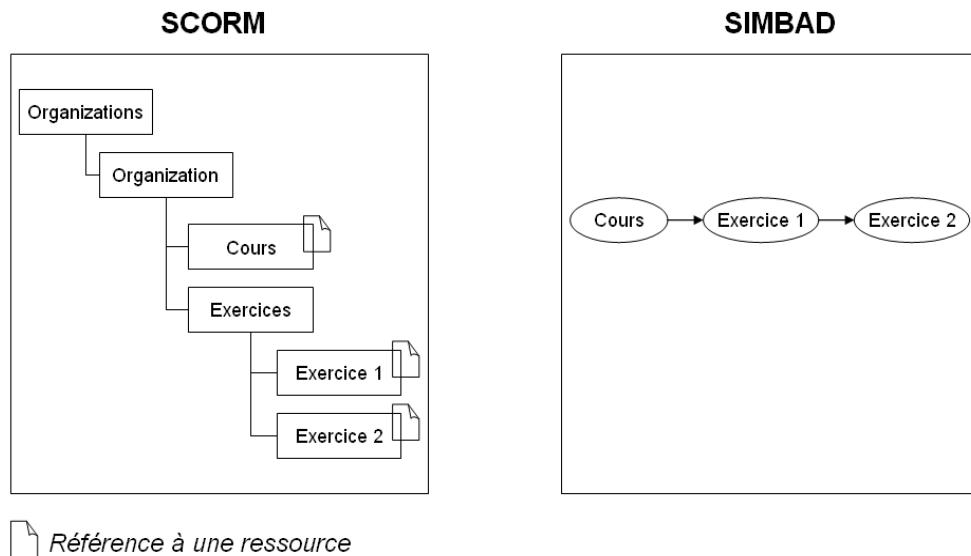 SCORM
Organizations
Organization
Cours
Exercices
Exercice 1
Exercice 2
Référence à une ressource
SIMBAD
Cours
Exercice 1
Exercice 2